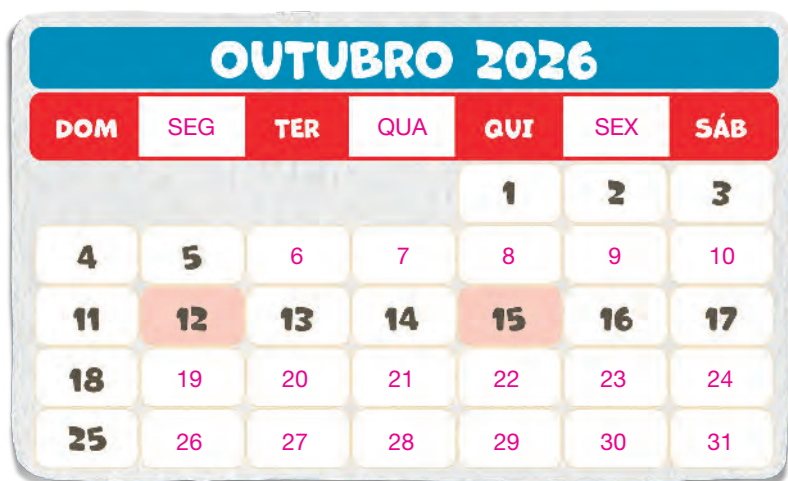 OUTUBRO 2026
DOM SEG TER QUA QUI SEX SÁB
1 2 3
4 5 6 7 8 9 10
11 12 13 14 15 16 17
18 19 20 21 22 23 24
25 26 27 28 29 30 31